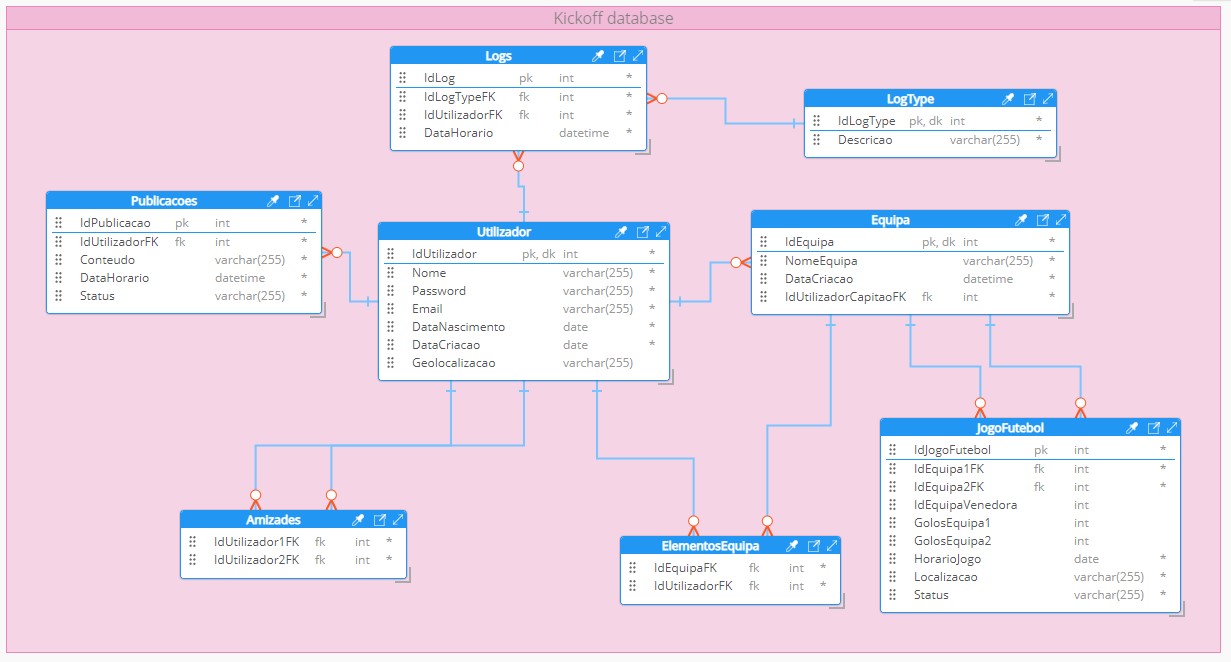 Kickoff database
Logs
IdLog pk int *
IdLogTypeFK fk int *
IdUtilizadorFK fk int *
DataHorario datetime *
LogType
IdLogType pk, dk int *
Descricao varchar(255) *
Publicacoes
IdPublicacao pk int *
IdUtilizadorFK fk int *
Conteudo varchar(255) *
DataHorario datetime *
Status varchar(255) *
Utilizador
IdUtilizador pk, dk int *
Nome varchar(255) *
Password varchar(255) *
Email varchar(255) *
DataNascimento date *
DataCriacao date *
Geolocalizacao varchar(255)
Equipa
IdEquipa pk, dk int *
NomeEquipa varchar(255) *
DataCriacao datetime *
IdUtilizadorCapitaoFK fk int *
JogoFutebol
IdJogoFutebol pk int *
IdEquipa1FK fk int *
IdEquipa2FK fk int *
IdEquipaVenedora int
GolosEquipa1 int
GolosEquipa2 int
HorarioJogo date *
Localizacao varchar(255) *
Status varchar(255) *
Amizades
IdUtilizador1FK fk int *
IdUtilizador2FK fk int *
ElementosEquipa
IdEquipaFK fk int *
IdUtilizadorFK fk int *